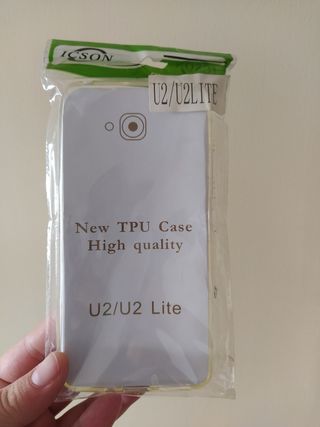 ICSON
U2/U2LITE
New TPU Case
High quality
U2/U2 Lite